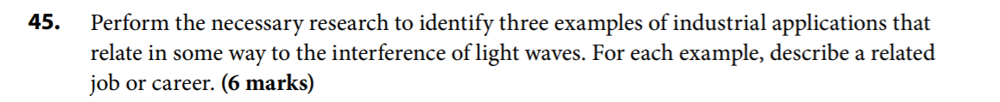 45. Perform the necessary research to identify three examples of industrial applications that
relate in some way to the interference of light waves. For each example, describe a related
job or career. (6 marks)